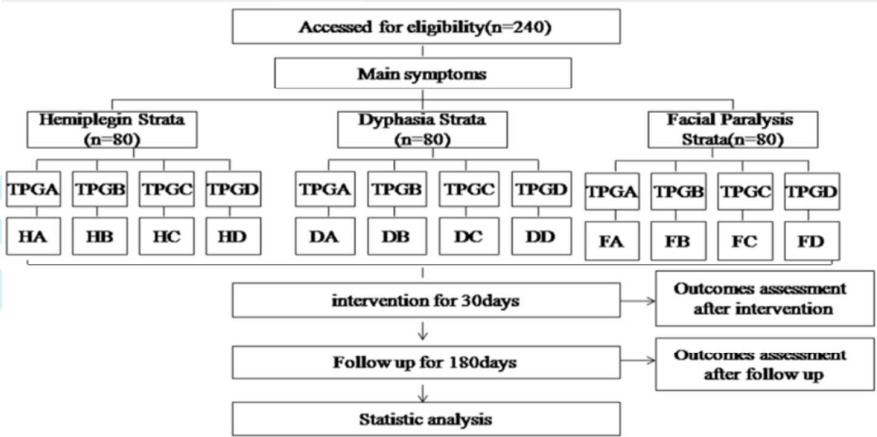 Accessed for eligibility(n=240)
Main symptoms
Hemiplegin Strata
(n=80)
Dyphasia Strata
(n=80)
Facial Paralysis
Strata(n=80)
TPGA TPGB TPGC TPGD
TPGA TPGB TPGC TPGD
TPGA TPGB TPGC TPGD
HA HB HC HD
DA DB DC DD
FA FB FC FD
intervention for 30days
Outcomes assessment
after intervention
Follow up for 180days
Outcomes assessment
after follow up
Statistic analysis